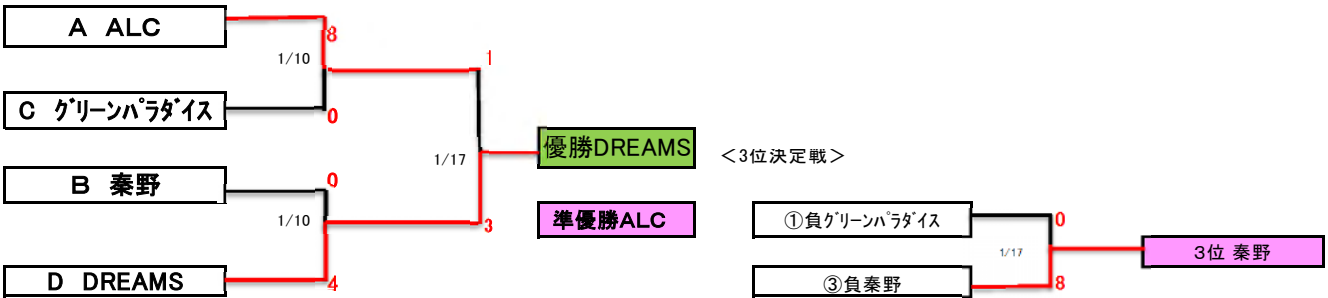 A ALC
8
1/10
1
C グリーンパラダイス
0
優勝DREAMS
1/17
＜3位決定戦＞
B 秦野
0
1/10
3
準優勝ALC
①負グリーンパラダイス
0
1/17
3位 秦野
D DREAMS
4
③負秦野
8